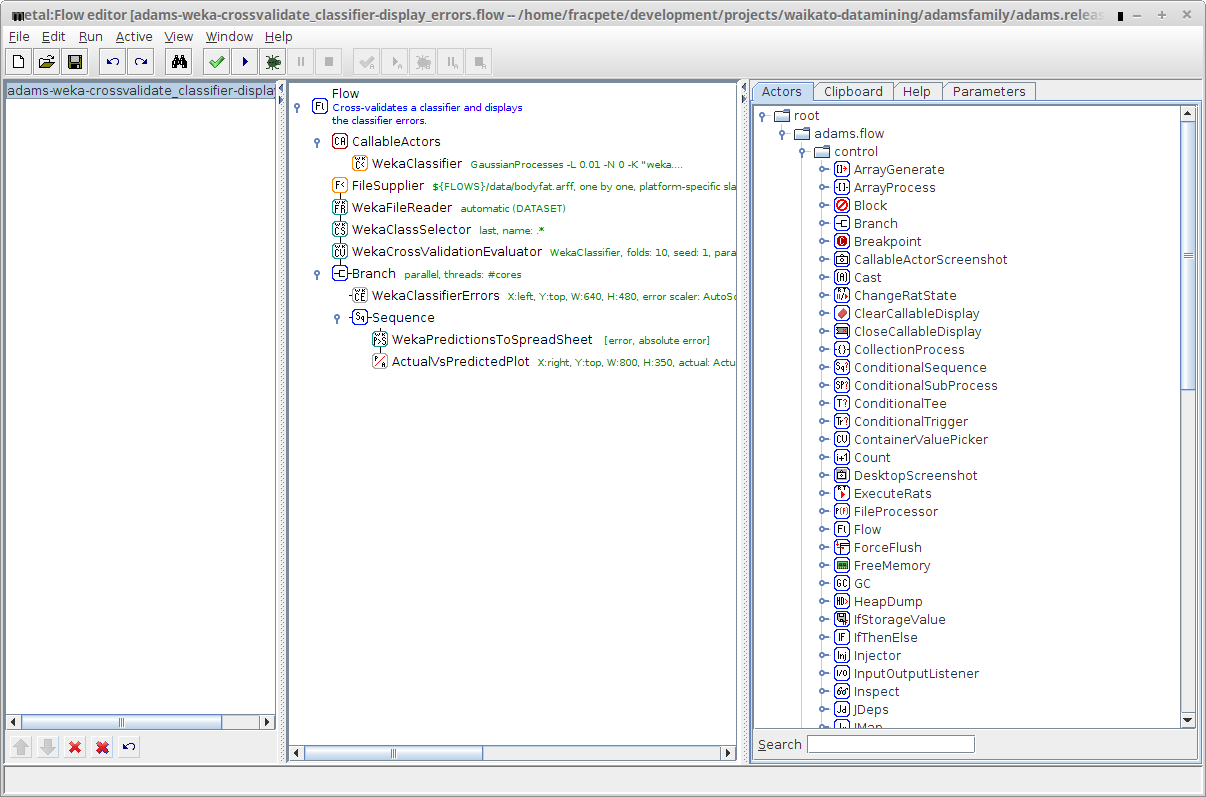 metal:Flow editor [adams-weka-crossvalidate_classifier-display_errors.flow -- /home/fracpete/development/projects/waikato-datamining/adamsfamily/adams.releas
File Edit Run Active View Window Help
adams-weka-crossvalidate_classifier-displa
Flow
Cross-validates a classifier and displays
the classifier errors.
CallableActors
WekaClassifier GaussianProcesses -L 0.01 -N 0 -K "weka....
FileSupplier ${FLOWS}/data/bodyfat.arff, one by one, platform-specific sla
WekaFileReader automatic (DATASET)
WekaClassSelector last, name: .*
WekaCrossValidationEvaluator WekaClassifier, folds: 10, seed: 1, para
Branch parallel, threads: #cores
WekaClassifierErrors X:left, Y:top, W:640, H:480, error scaler: AutoSc
Sequence
WekaPredictionsToSpreadSheet [error, absolute error]
ActualVsPredictedPlot X:right, Y:top, W:800, H:350, actual: Actu
Actors Clipboard Help Parameters
root
adams.flow
control
ArrayGenerate
ArrayProcess
Block
Branch
Breakpoint
CallableActorScreenshot
Cast
ChangeRatState
ClearCallableDisplay
CloseCallableDisplay
CollectionProcess
ConditionalSequence
ConditionalSubProcess
ConditionalTee
ConditionalTrigger
ContainerValuePicker
Count
DesktopScreenshot
ExecuteRats
FileProcessor
Flow
ForceFlush
FreeMemory
GC
HeapDump
IfStorageValue
IfThenElse
Injector
InputOutputListener
Inspect
JDeps
JMap
Search